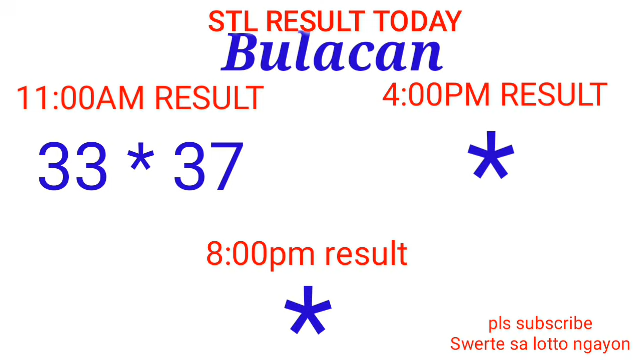 STL RESULT TODAY
Bulacan
11:00AM RESULT
4:00PM RESULT
33 * 37
*
8:00pm result
*
pls subscribe
Swerte sa lotto ngayon